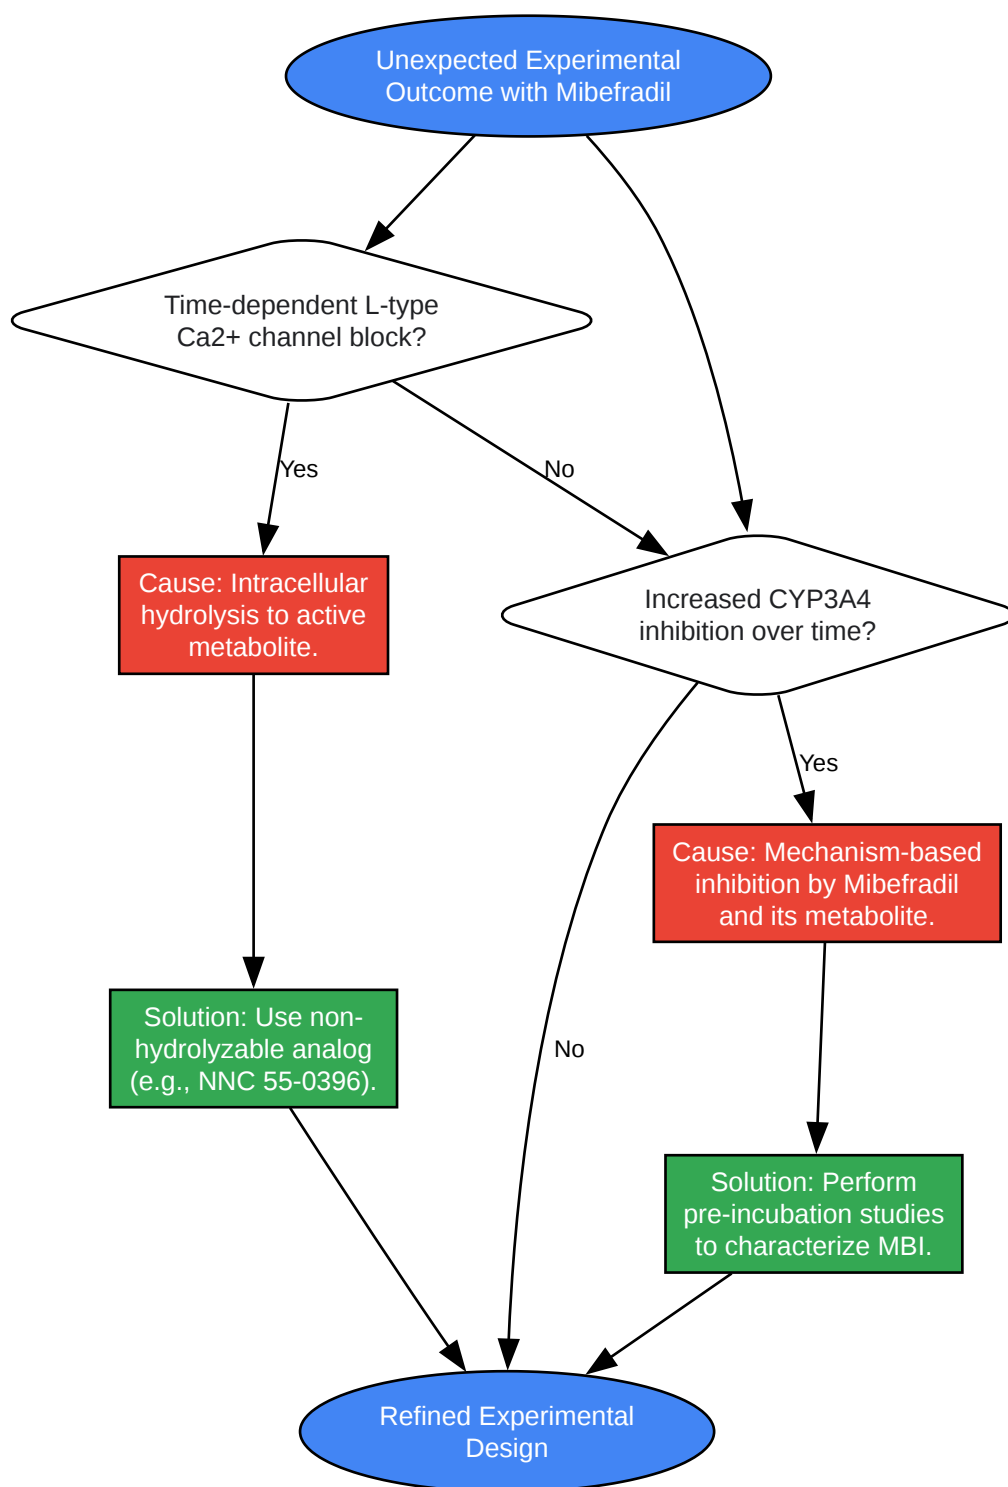 Unexpected Experimental
Outcome with Mibefradil
Time-dependent L-type
Ca2+ channel block?
Yes
No
Cause: Intracellular
hydrolysis to active
metabolite.
Increased CYP3A4
inhibition over time?
Yes
Cause: Mechanism-based
inhibition by Mibefradil
and its metabolite.
Solution: Use non-
hydrolyzable analog
(e.g., NNC 55-0396).
No
Solution: Perform
pre-incubation studies
to characterize MBI.
Refined Experimental
Design